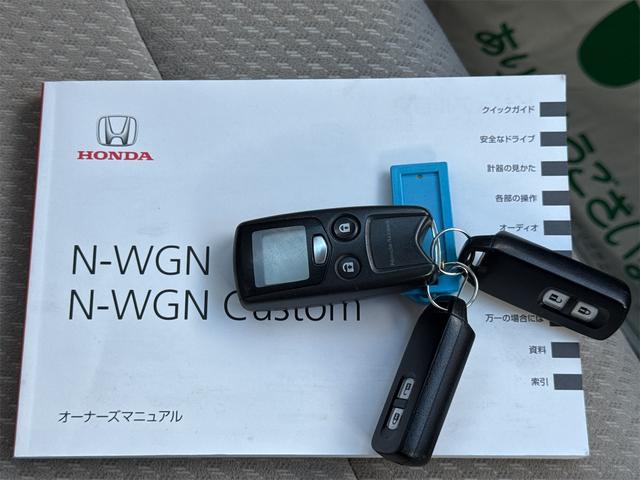 HONDA
N-WGN
N-WGN Custom
オーナーズマニュアル
クイックガイド
安全なドライブ
計器の見かた
各部の操作
オーディオ
万一の場合には
資料
索引